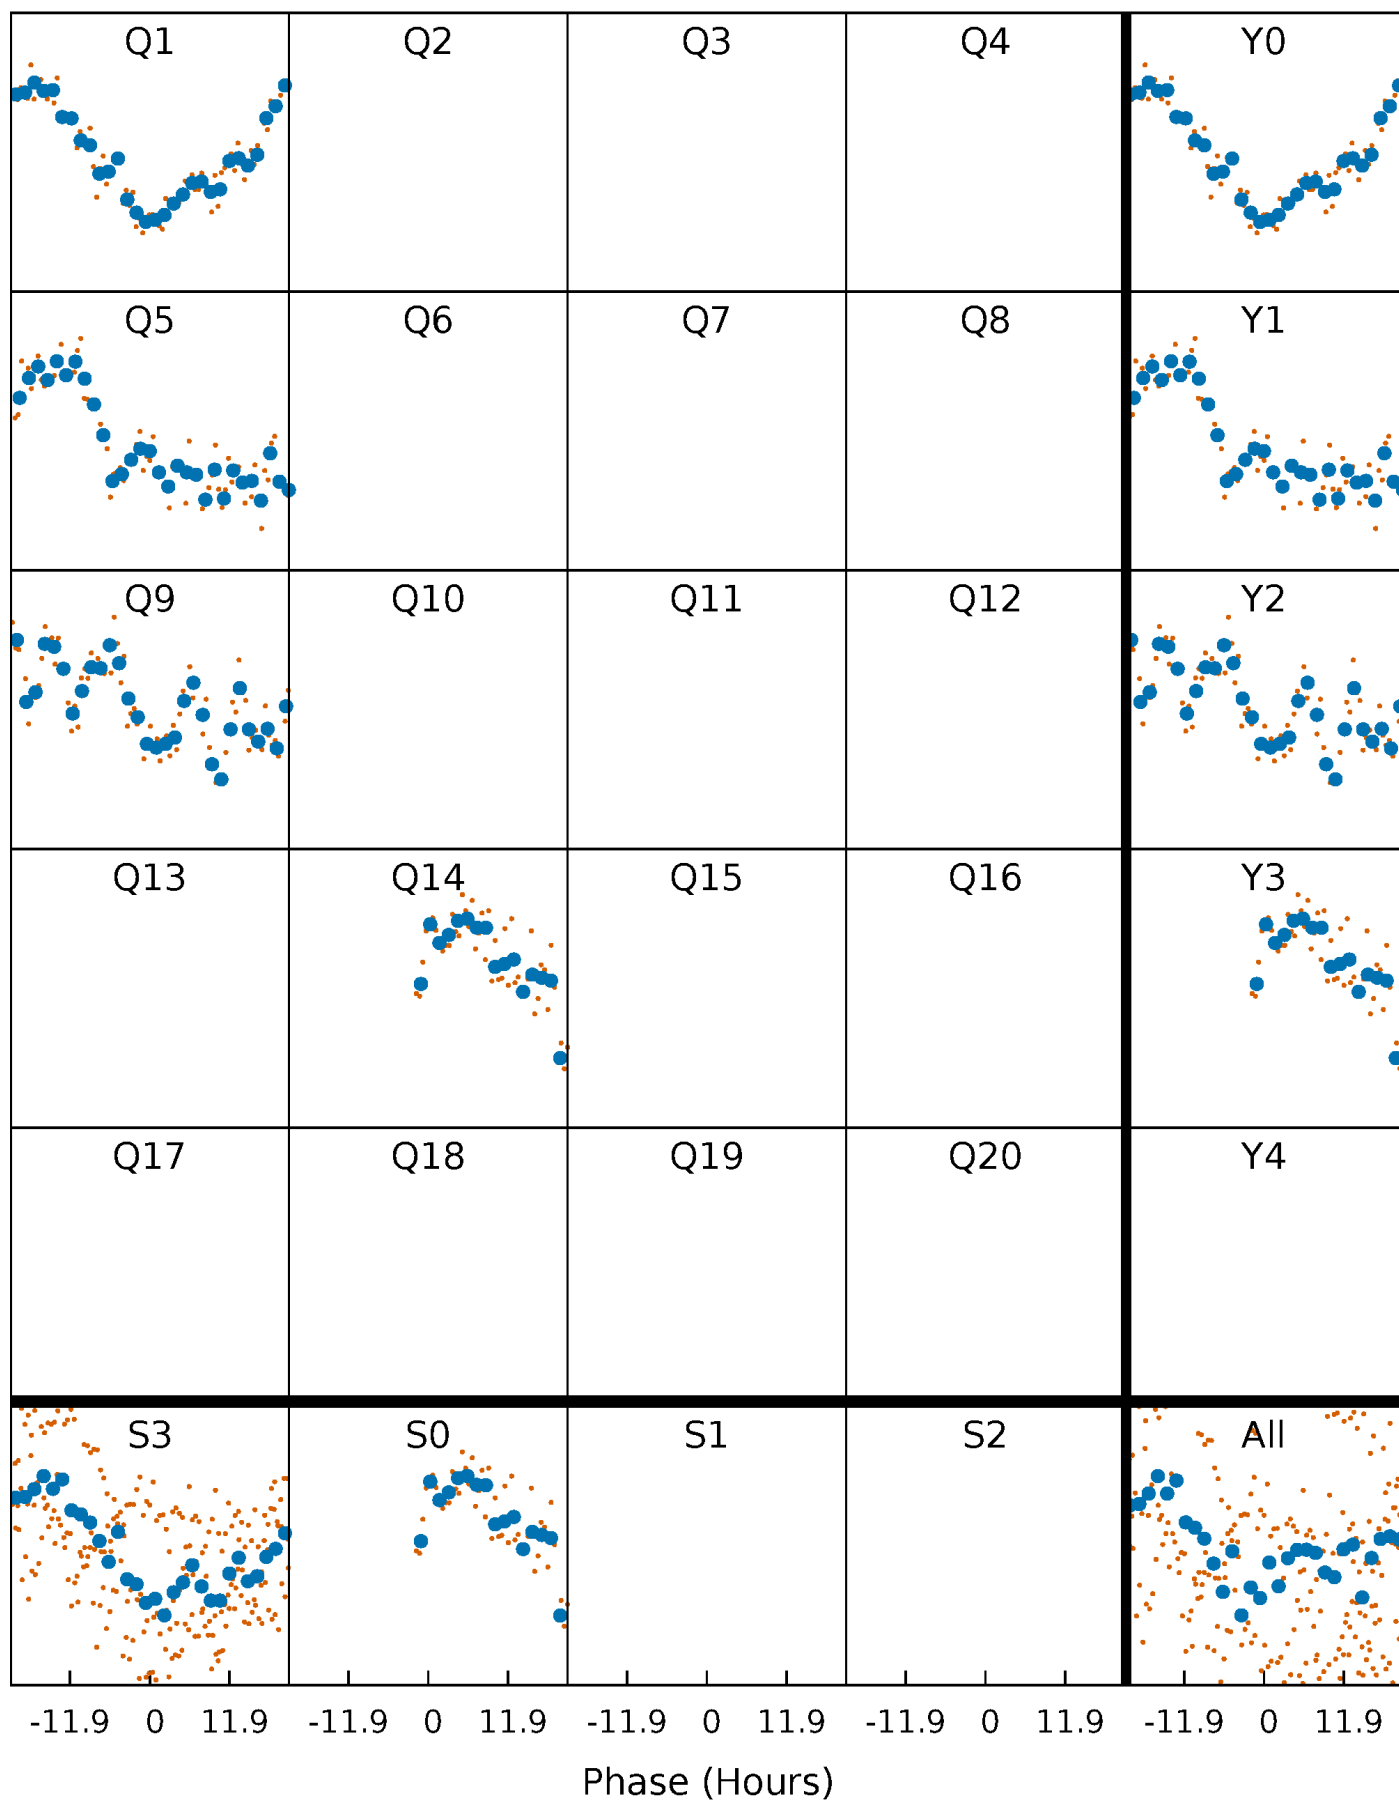 Q1 Q2 Q3 Q4 Y0
Q5 Q6 Q7 Q8 Y1
Q9 Q10 Q11 Q12 Y2
Q13 Q14 Q15 Q16 Y3
Q17 Q18 Q19 Q20 Y4
S3 S0 S1 S2 All
-11.9 0 11.9 -11.9 0 11.9 -11.9 0 11.9 -11.9 0 11.9 -11.9 0 11.9
Phase (Hours)